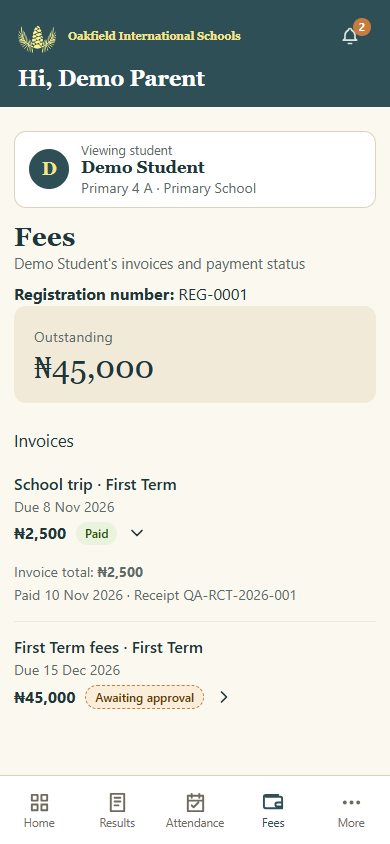 Oakfield International Schools
2
Hi, Demo Parent
D
Viewing student
Demo Student
Primary 4 A · Primary School
Fees
Demo Student's invoices and payment status
Registration number: REG-0001
Outstanding
₦45,000
Invoices
School trip · First Term
Due 8 Nov 2026
₦2,500 Paid
Invoice total: ₦2,500
Paid 10 Nov 2026 · Receipt QA-RCT-2026-001
First Term fees · First Term
Due 15 Dec 2026
₦45,000 Awaiting approval
Home Results Attendance Fees More